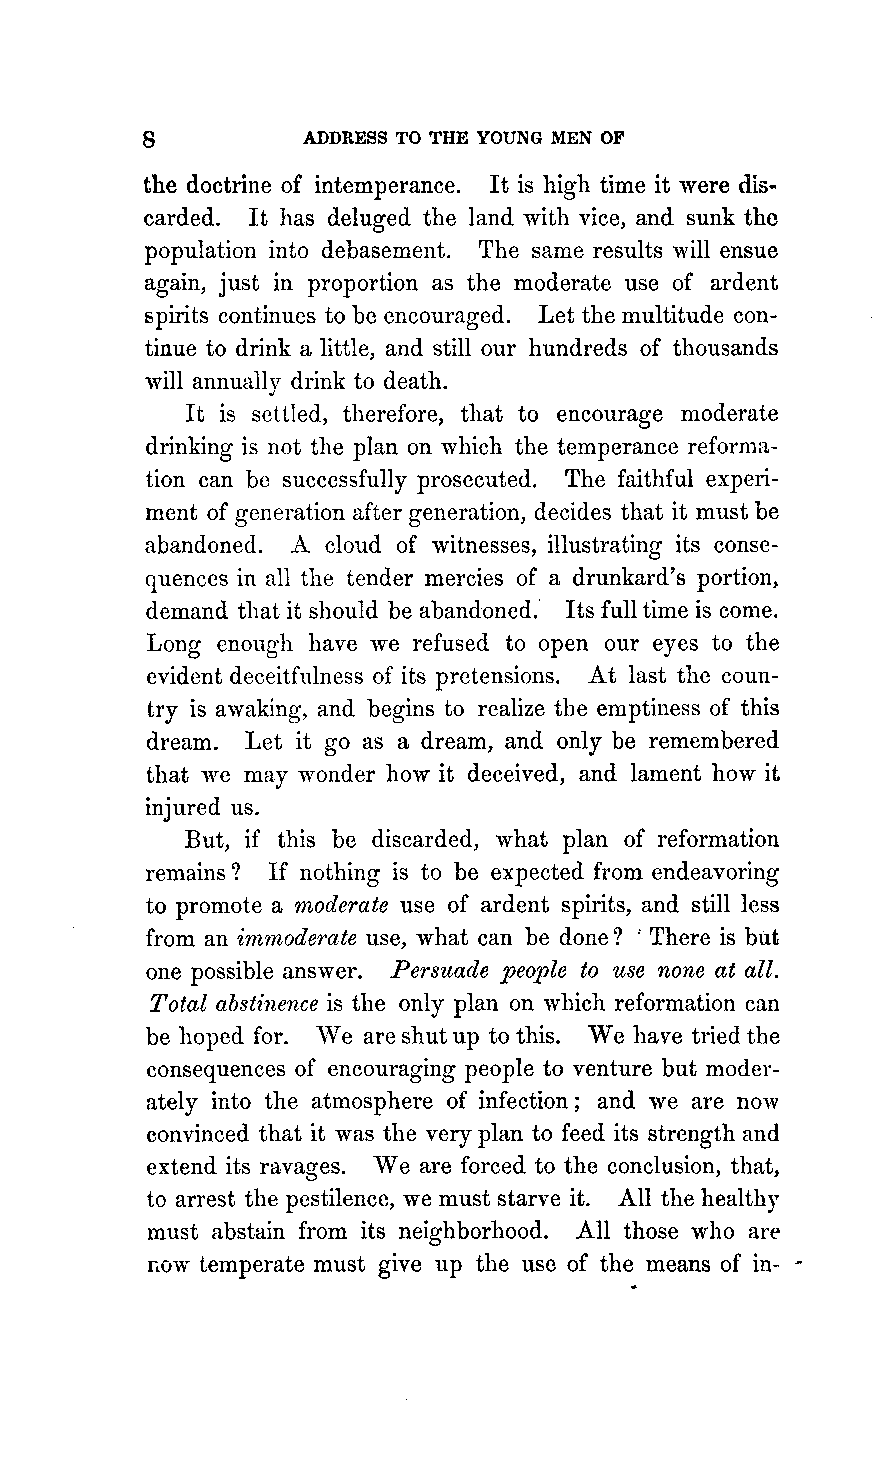 8 ADDRESS TO THE YOUNG MEN OF
the doctrine of intemperance. It is high time it were dis-
carded. It has deluged the land with vice, and sunk the
population into debasement. The same results will ensue
again, just in proportion as the moderate use of ardent
spirits continues to be encouraged. Let the multitude con-
tinue to drink a little, and still our hundreds of thousands
will annually drink to death.
It is settled, therefore, that to encourage moderate
drinking is not the plan on which the temperance reforma-
tion can be successfully prosecuted. The faithful experi-
ment of generation after generation, decides that it must be
abandoned. A cloud of witnesses, illustrating its conse-
quences in all the tender mercies of a drunkard's portion,
demand that it should be abandoned. Its full time is come.
Long enough have we refused to open our eyes to the
evident deceitfulness of its pretensions. At last the coun-
try is awaking, and begins to realize the emptiness of this
dream. Let it go as a dream, and only be remembered
that we may wonder how it deceived, and lament how it
injured us.
But, if this be discarded, what plan of reformation
remains? If nothing is to be expected from endeavoring
to promote a moderate use of ardent spirits, and still less
from an immoderate use, what can be done? There is but
one possible answer. Persuade people to use none at all.
Total abstinence is the only plan on which reformation can
be hoped for. We are shut up to this. We have tried the
consequences of encouraging people to venture but moder-
ately into the atmosphere of infection; and we are now
convinced that it was the very plan to feed its strength and
extend its ravages. We are forced to the conclusion, that,
to arrest the pestilence, we must starve it. All the healthy
must abstain from its neighborhood. All those who are
now temperate must give up the use of the means of in-